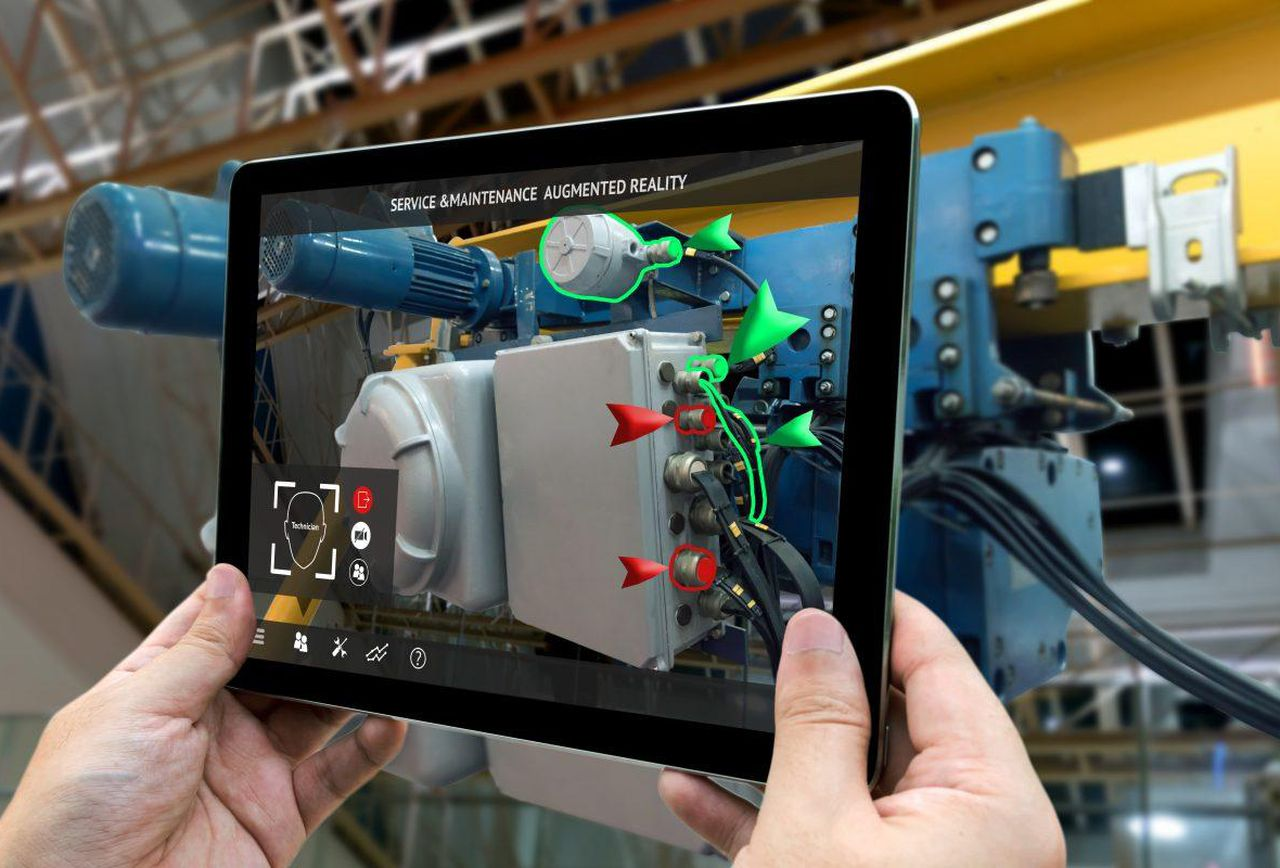 SERVICE &MAINTENANCE AUGMENTED REALITY
Technician
?